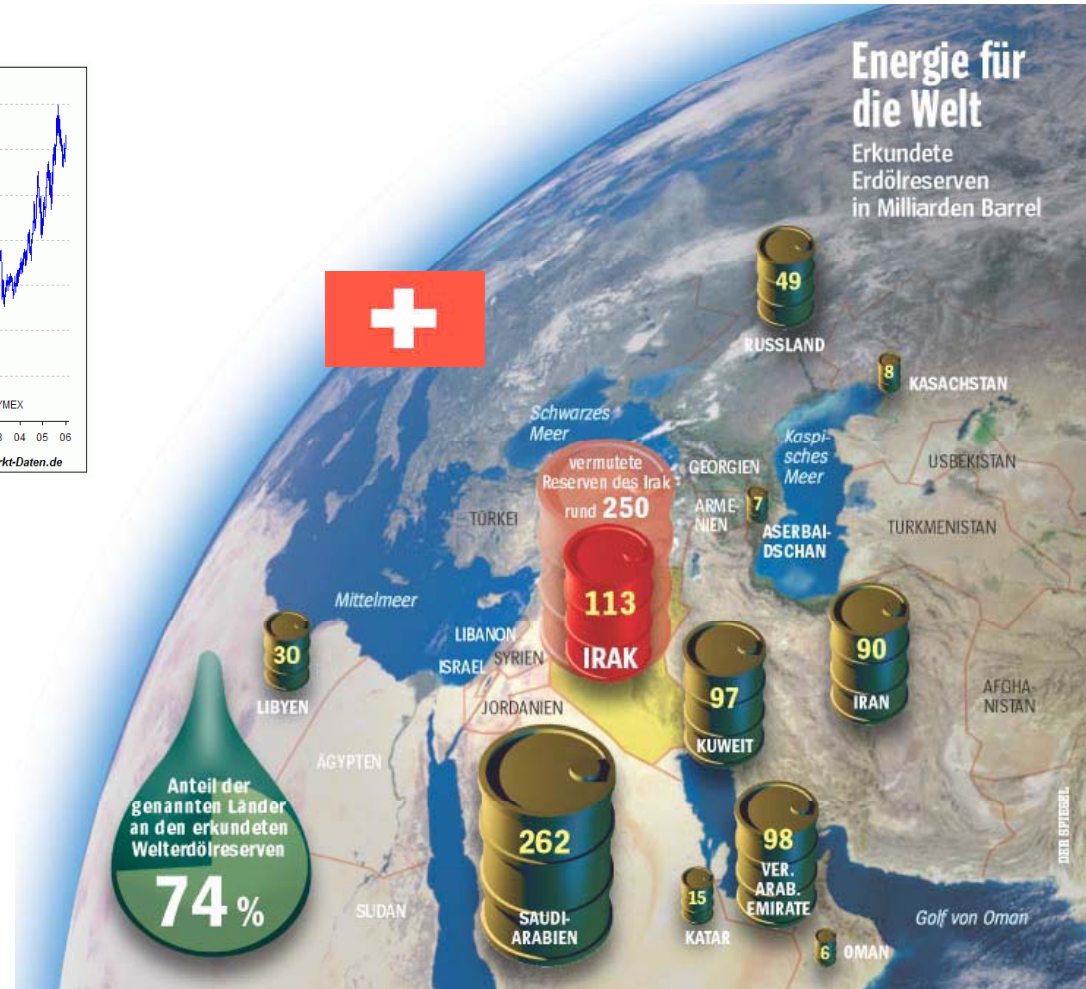 Energie für
die Welt
Erkundete
Erdölreserven
in Milliarden Barrel
49
RUSSLAND
8
KASACHSTAN
Schwarzes
Meer
Kaspi-
sches
Meer
vermutete
Reserven des Irak
rund 250
GEORGIEN
USBEKISTAN
ARME-
NIEN
7
TÜRKEI
TURKMENISTAN
ASERBAI-
DSCHAN
113
IRAK
Mittelmeer
LIBANON
ISRAEL
SYRIEN
30
LIBYEN
90
IRAN
97
KUWEIT
AFGHA-
NISTAN
JORDANIEN
ÄGYPTEN
Anteil der
genannten Länder
an den erkundeten
Welterdölreserven
74 %
262
SAUDI-
ARABIEN
98
VER.
ARAB.
EMIRATE
15
KATAR
SUDAN
Golf von Oman
6
OMAN
DER SPIEGEL
YMEX
04 05 06
rkt-Daten.de